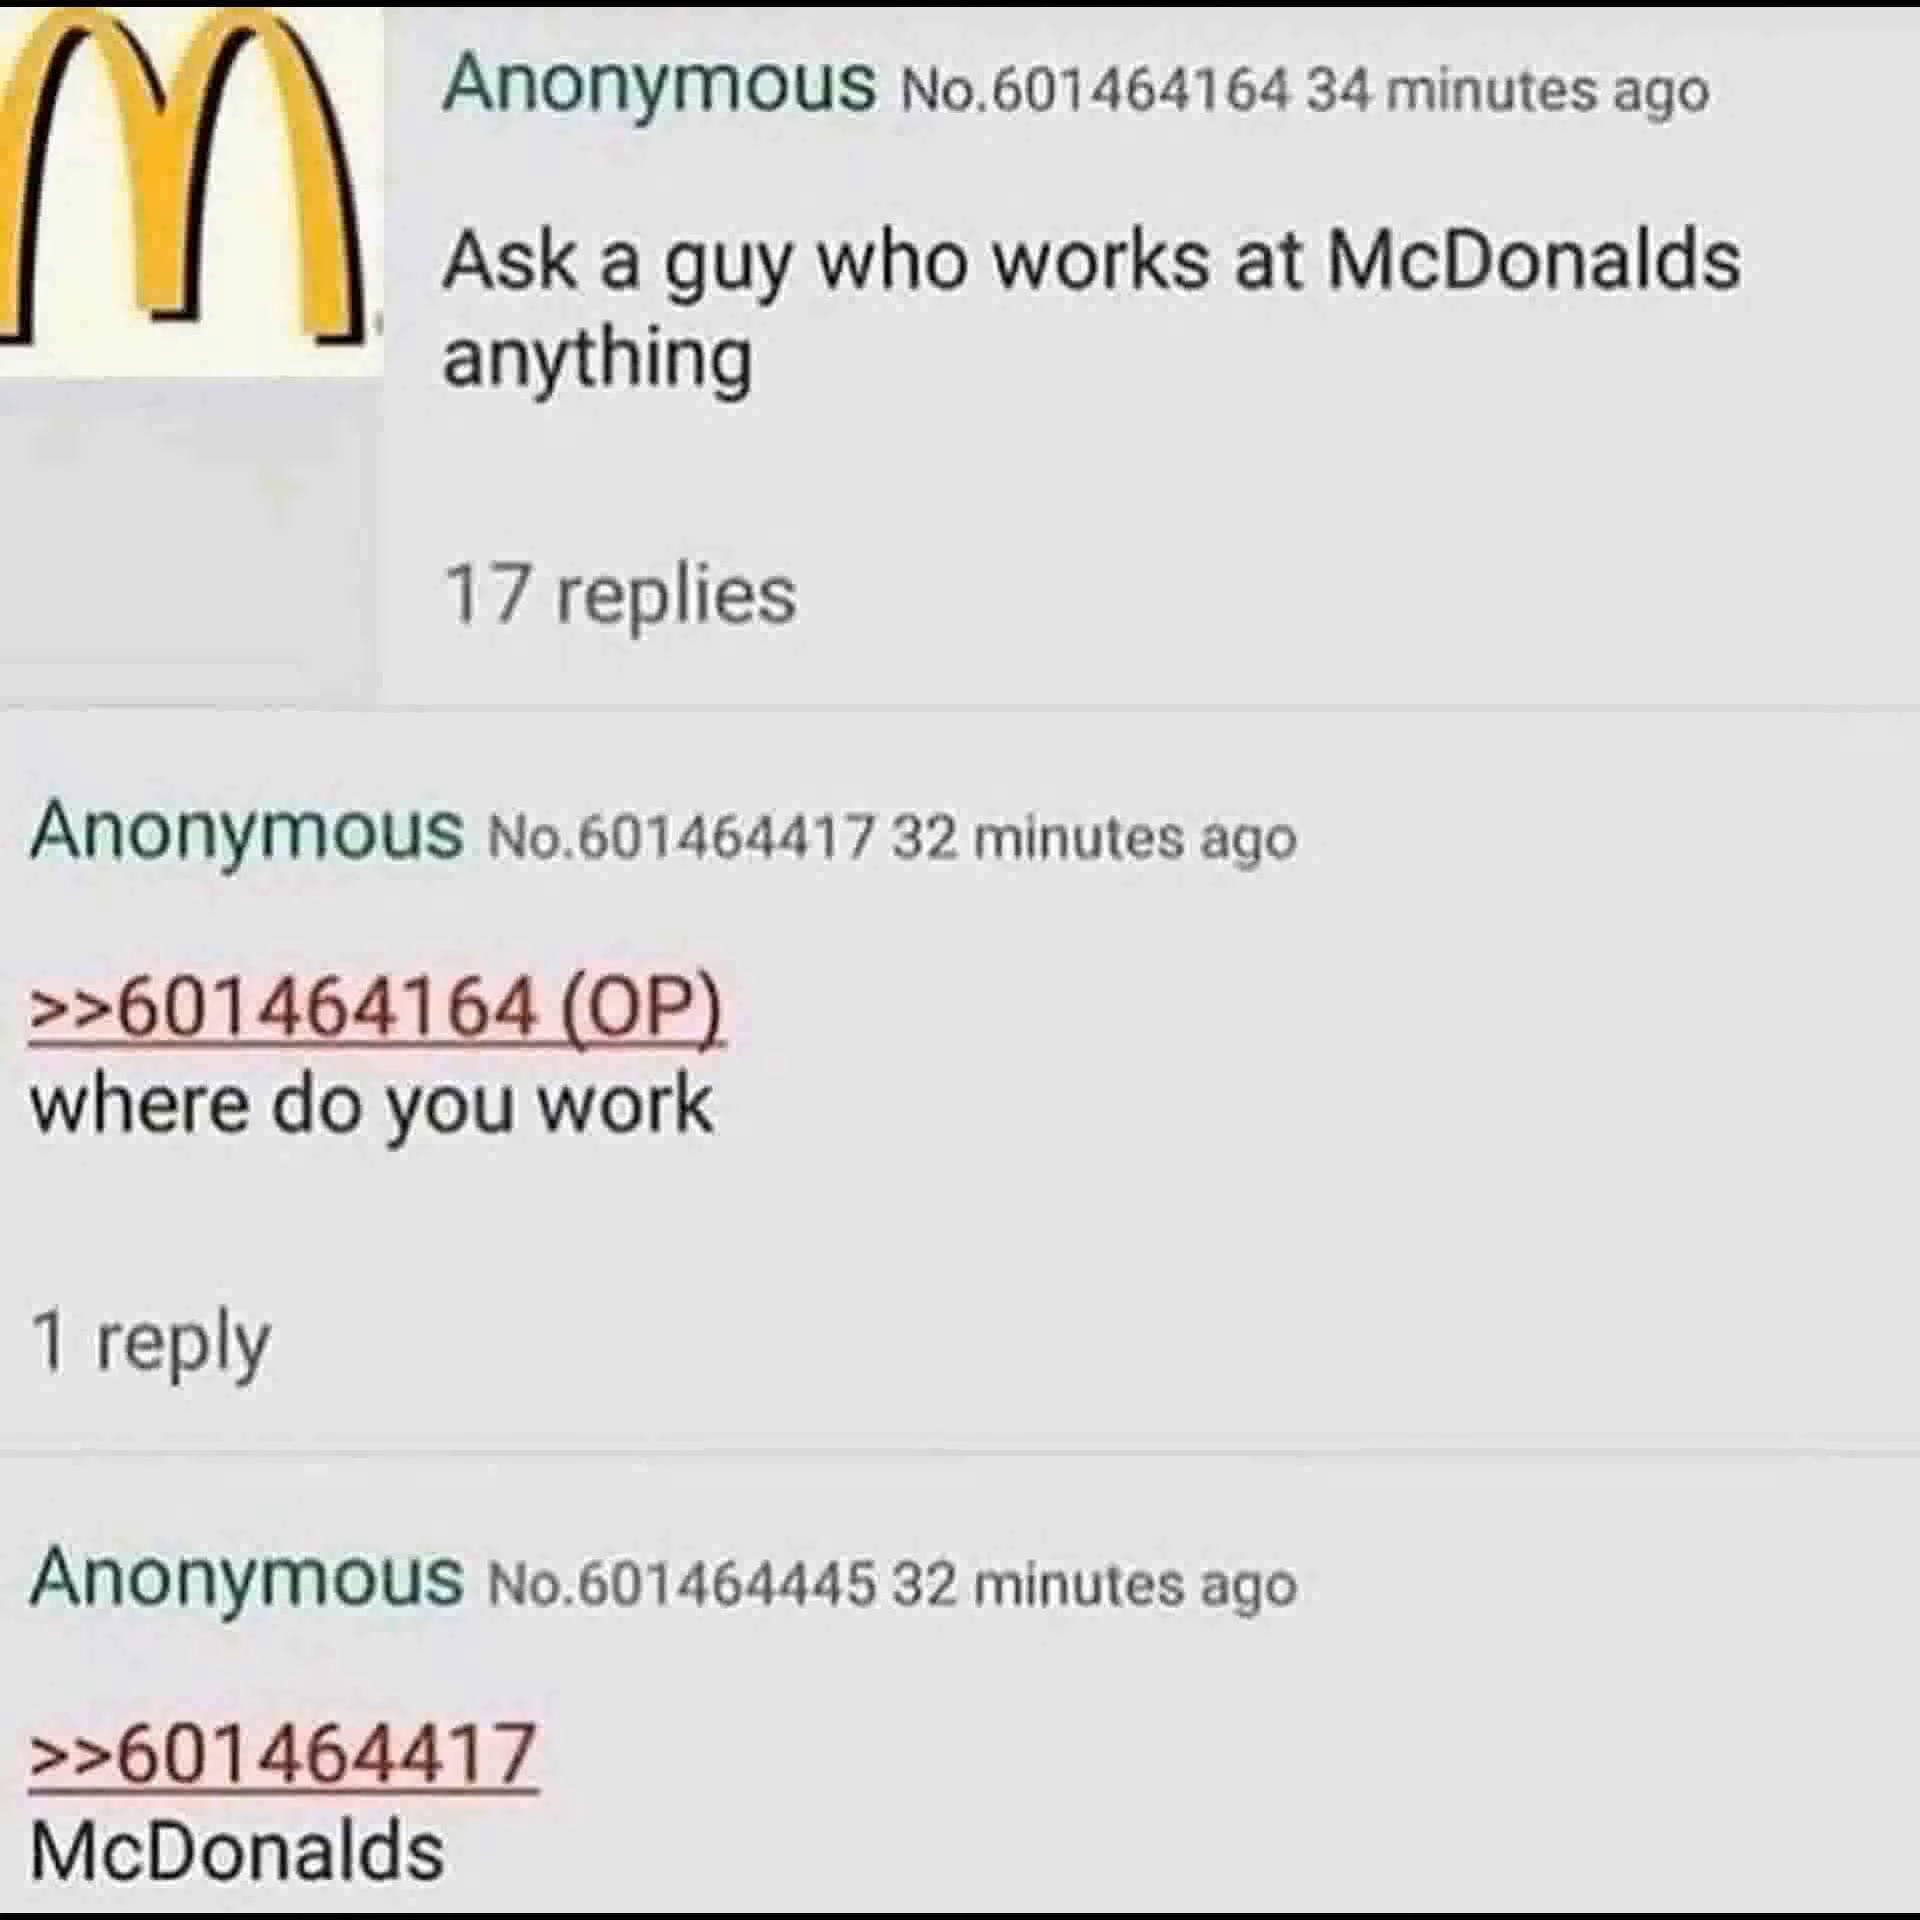 Anonymous No.601464164 34 minutes ago
Ask a guy who works at McDonalds
anything
17 replies
Anonymous No.601464417 32 minutes ago
>>601464164 (OP)
where do you work
1 reply
Anonymous No.601464445 32 minutes ago
>>601464417
McDonalds